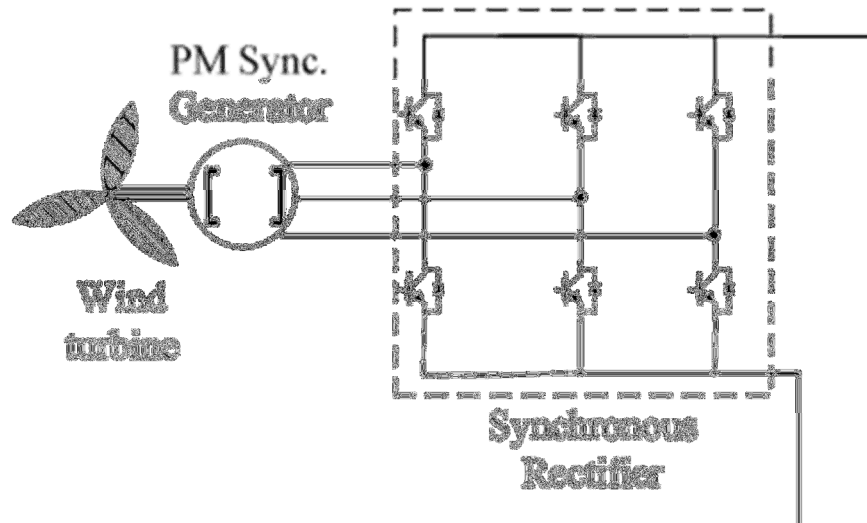 PM Sync.
Generator
Wind
turbine
Synchronous
Rectifier